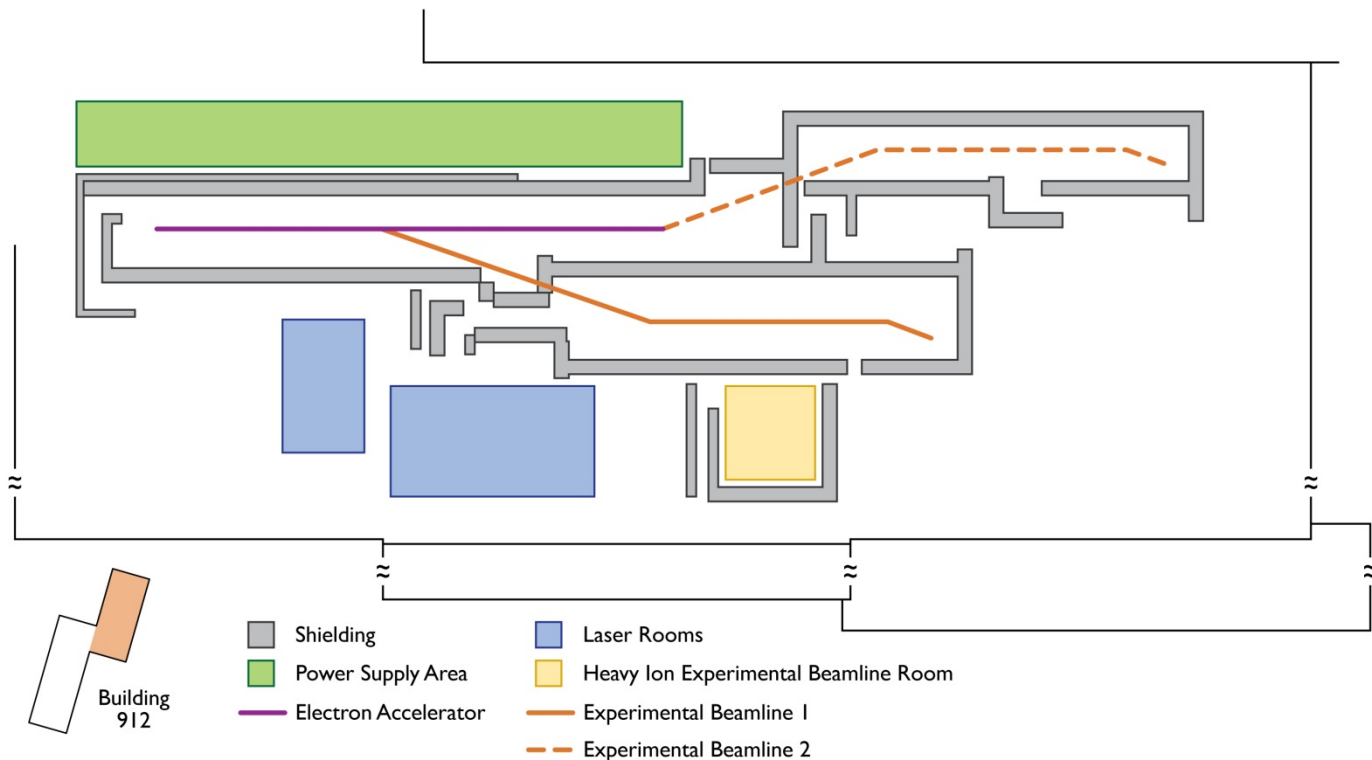 Building
912
Shielding
Power Supply Area
Electron Accelerator
Laser Rooms
Heavy Ion Experimental Beamline Room
Experimental Beamline 1
Experimental Beamline 2